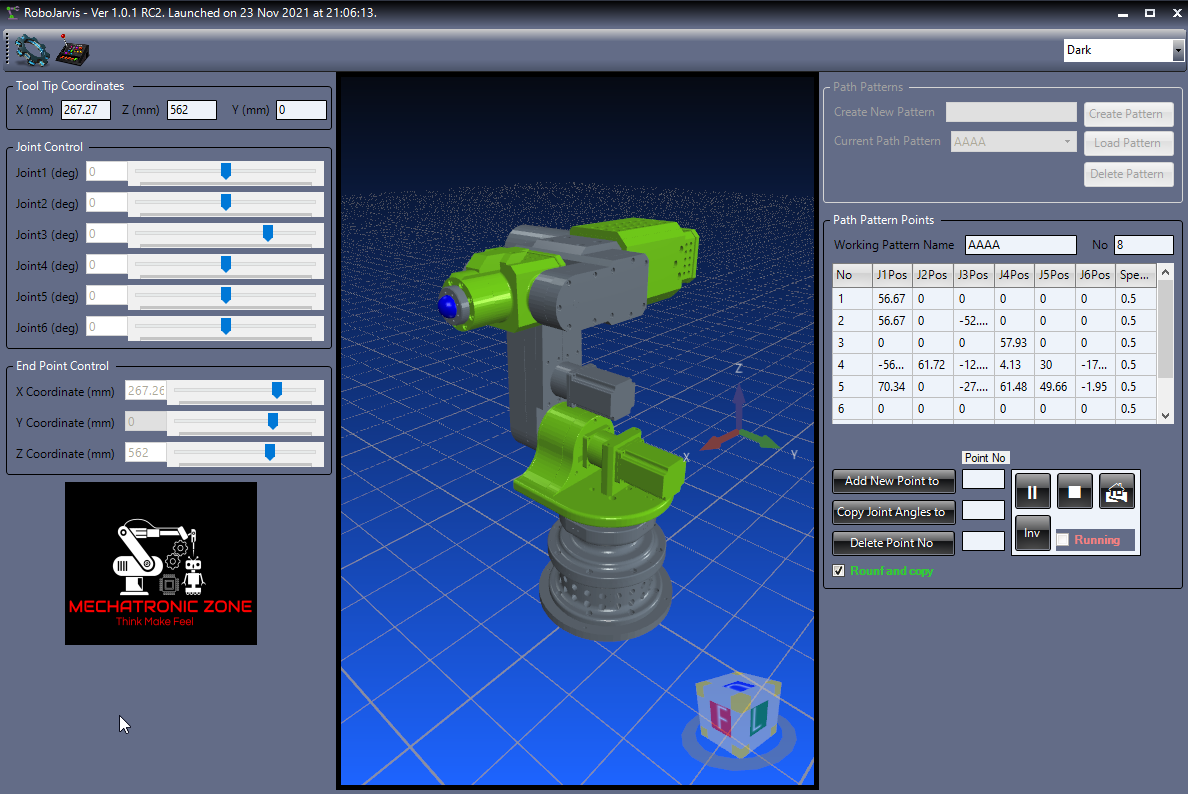 RoboJarvis - Ver 1.0.1 RC2. Launched on 23 Nov 2021 at 21:06:13.
Dark
Tool Tip Coordinates
X (mm) 267.27 Z (mm) 562 Y (mm) 0
Joint Control
Joint1 (deg) 0
Joint2 (deg) 0
Joint3 (deg) 0
Joint4 (deg) 0
Joint5 (deg) 0
Joint6 (deg) 0
End Point Control
X Coordinate (mm) 267.26
Y Coordinate (mm) 0
Z Coordinate (mm) 562
MECHATRONIC ZONE
Think Make Feel
Z
X
Y
F L
Path Patterns
Create New Pattern Create Pattern
Current Path Pattern AAAA Load Pattern
Delete Pattern
Path Pattern Points
Working Pattern Name AAAA No 8
No J1Pos J2Pos J3Pos J4Pos J5Pos J6Pos Spe...
1 56.67 0 0 0 0 0 0.5
2 56.67 0 -52.... 0 0 0 0.5
3 0 0 0 57.93 0 0 0.5
4 -56... 61.72 -12.... 4.13 30 -17... 0.5
5 70.34 0 -27.... 61.48 49.66 -1.95 0.5
6 0 0 0 0 0 0 0.5
Point No
Add New Point to
Copy Joint Angles to
Delete Point No
Inv Running
Rounf and copy